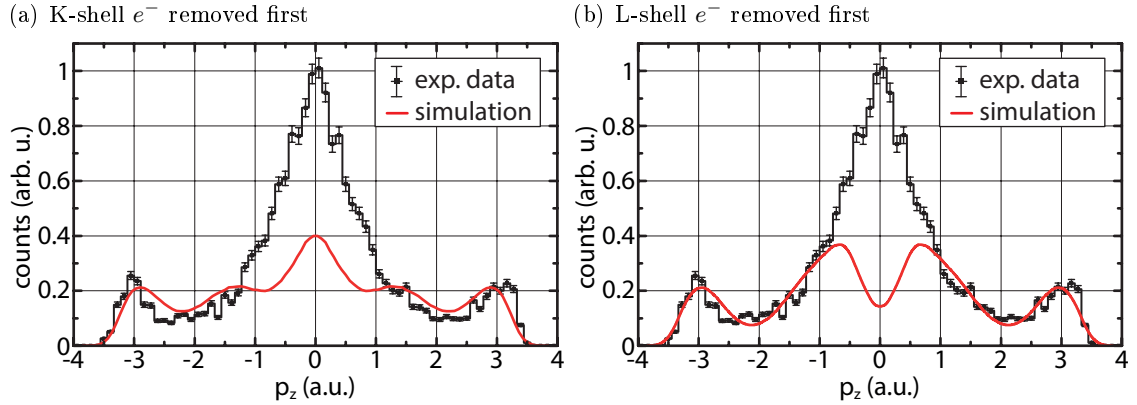 (a) K-shell e⁻ removed first
1
0.8
0.6
0.4
0.2
0
counts (arb. u.)
exp. data
simulation
-4 -3 -2 -1 0 1 2 3 4
p_z (a.u.)
(b) L-shell e⁻ removed first
1
0.8
0.6
0.4
0.2
0
counts (arb. u.)
exp. data
simulation
-4 -3 -2 -1 0 1 2 3 4
p_z (a.u.)